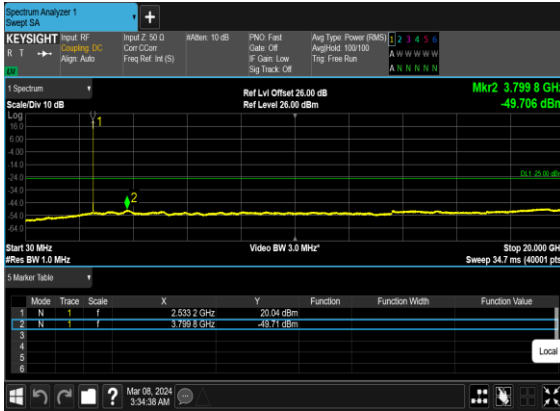 Spectrum Analyzer 1
Swept SA
+
KEYSIGHT Input: RF Input Z: 50 Ω #Atten: 10 dB PNO: Fast Avg Type: Power (RMS) 1 2 3 4 5 6
R T Coupling: DC Corr CCorr Gate: Off Avg|Hold: 100/100 A W W W W W
Align: Auto Freq Ref: Int (S) IF Gain: Low Trig: Free Run
Sig Track: Off A N N N N N
1 Spectrum Ref Lvl Offset 26.00 dB Mkr2 3.799 8 GHz
Scale/Div 10 dB Ref Level 26.00 dBm -49.706 dBm
Log
16.0
6.00
-4.00
-14.0
-24.0
DL1 -25.00 dBm
-34.0
-44.0
-54.0
-64.0
1
2
Start 30 MHz Video BW 3.0 MHz* Stop 20.000 GHz
#Res BW 1.0 MHz Sweep 34.7 ms (40001 pts)
5 Marker Table
Mode Trace Scale X Y Function Function Width Function Value
1 N 1 f 2.533 2 GHz 20.04 dBm
2 N 1 f 3.799 8 GHz -49.71 dBm
3
4
5
6
Local
?
Mar 08, 2024
3:34:38 AM